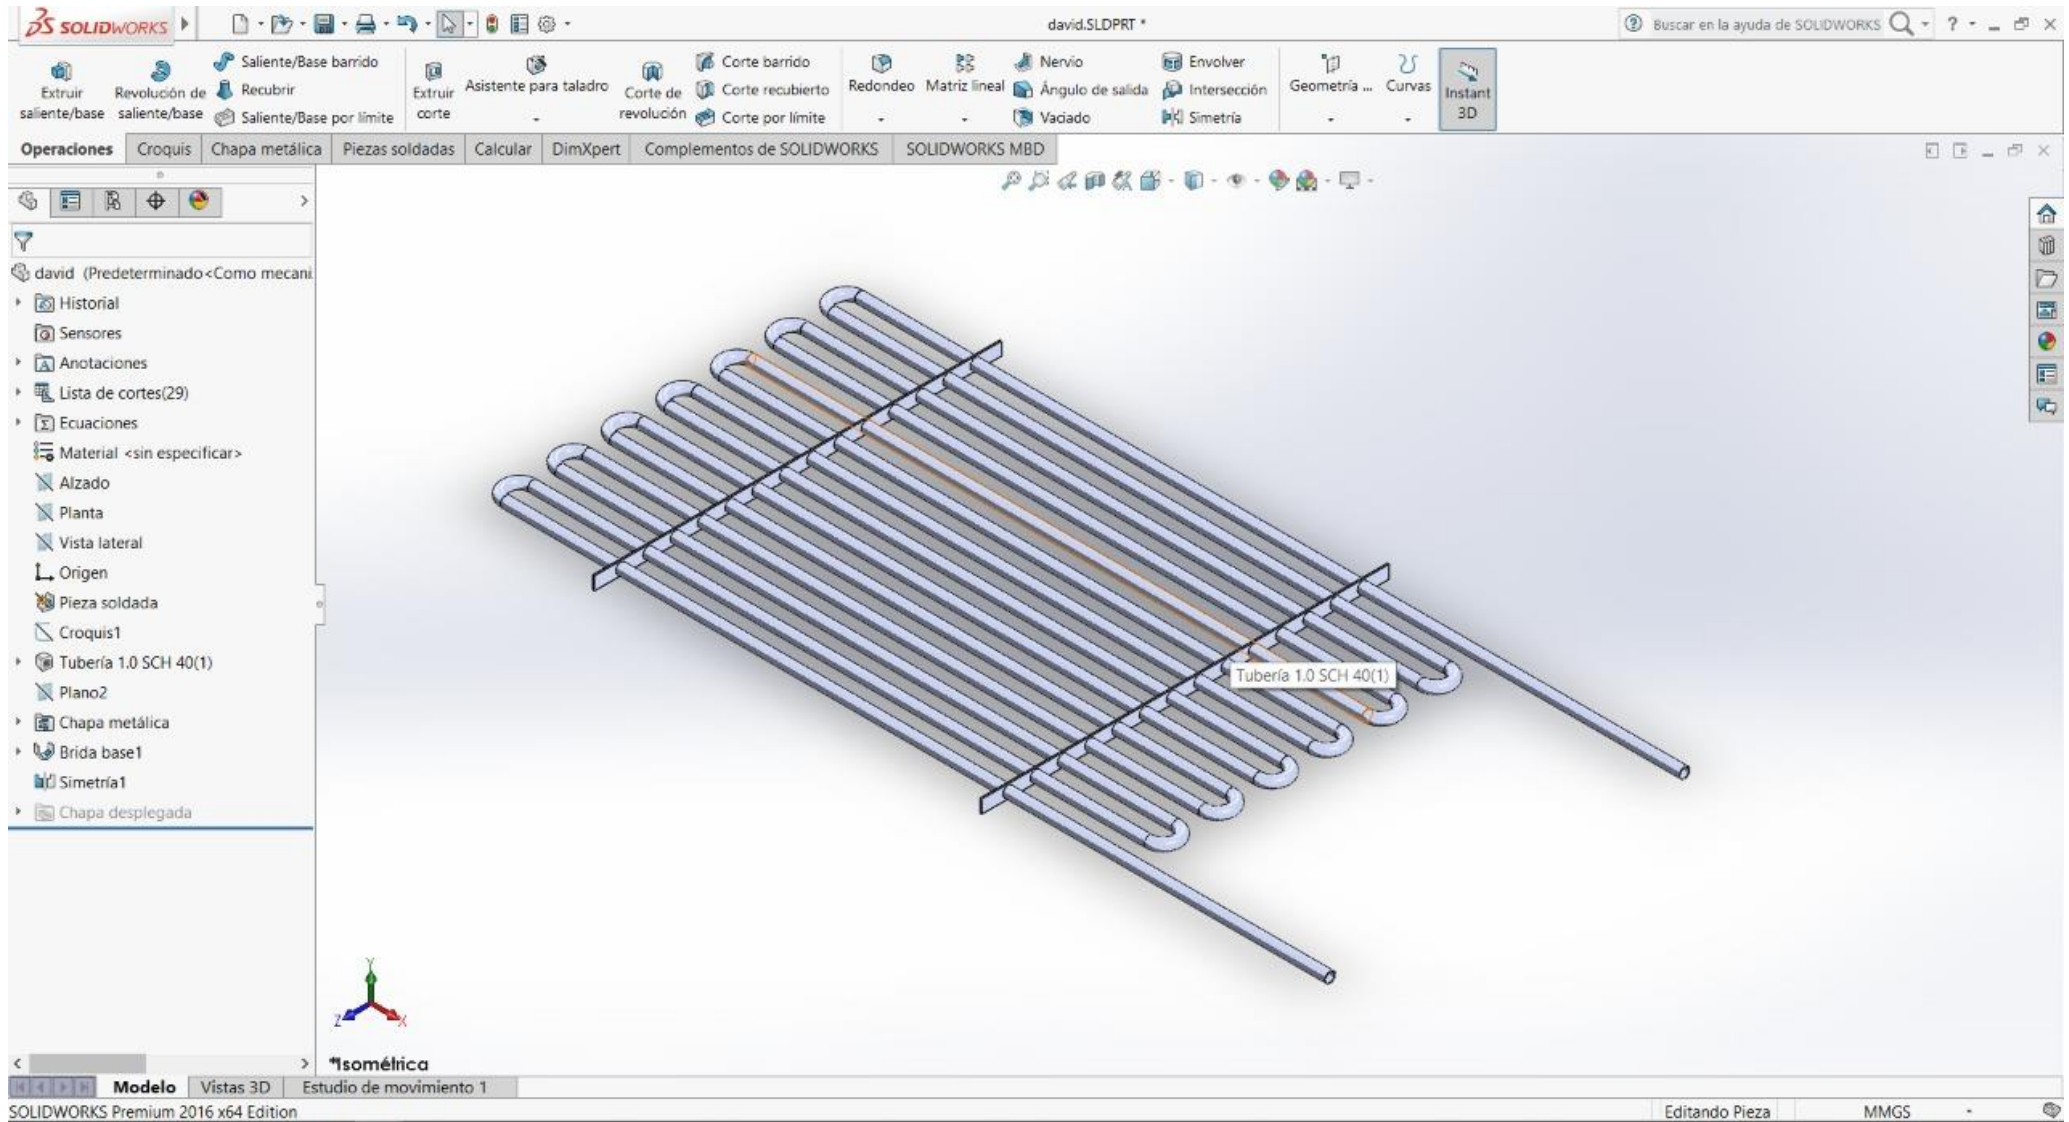 SOLIDWORKS
david.SLDPRT *
Buscar en la ayuda de SOLIDWORKS
Extruir saliente/base
Revolución de saliente/base
Saliente/Base barrido
Recubrir
Saliente/Base por límite
Extruir corte
Asistente para taladro
Corte de revolución
Corte barrido
Corte recubierto
Corte por límite
Redondeo
Matriz lineal
Nervio
Ángulo de salida
Vaciado
Envolver
Intersección
Simetría
Geometría ...
Curvas
Instant 3D
Operaciones Croquis Chapa metálica Piezas soldadas Calcular DimXpert Complementos de SOLIDWORKS SOLIDWORKS MBD
david (Predeterminado<Como mecani
Historial
Sensores
Anotaciones
Lista de cortes(29)
Ecuaciones
Material <sin especificar>
Alzado
Planta
Vista lateral
Origen
Pieza soldada
Croquis1
Tubería 1.0 SCH 40(1)
Plano2
Chapa metálica
Brida base1
Simetría1
Chapa desplegada
Tubería 1.0 SCH 40(1)
Y
Z
X
*Isométrica
Modelo Vistas 3D Estudio de movimiento 1
SOLIDWORKS Premium 2016 x64 Edition
Editando Pieza MMGS -